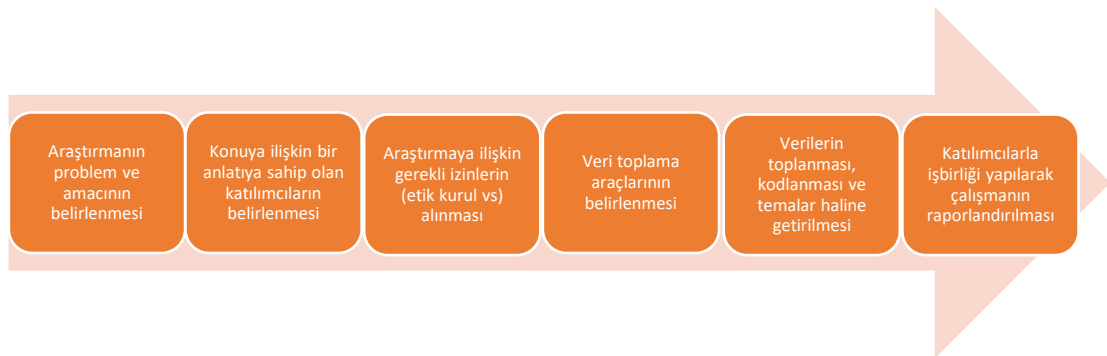 Araştırmanın
problem ve
amacının
belirlenmesi
Konuya ilişkin bir
anlatıya sahip olan
katılımcıların
belirlenmesi
Araştırmaya ilişkin
gerekli izinlerin
(etik kurul vs)
alınması
Veri toplama
araçlarının
belirlenmesi
Verilerin
toplanması,
kodlanması ve
temalar haline
getirilmesi
Katılımcılarla
işbirliği yapılarak
çalışmanın
raporlandırılması